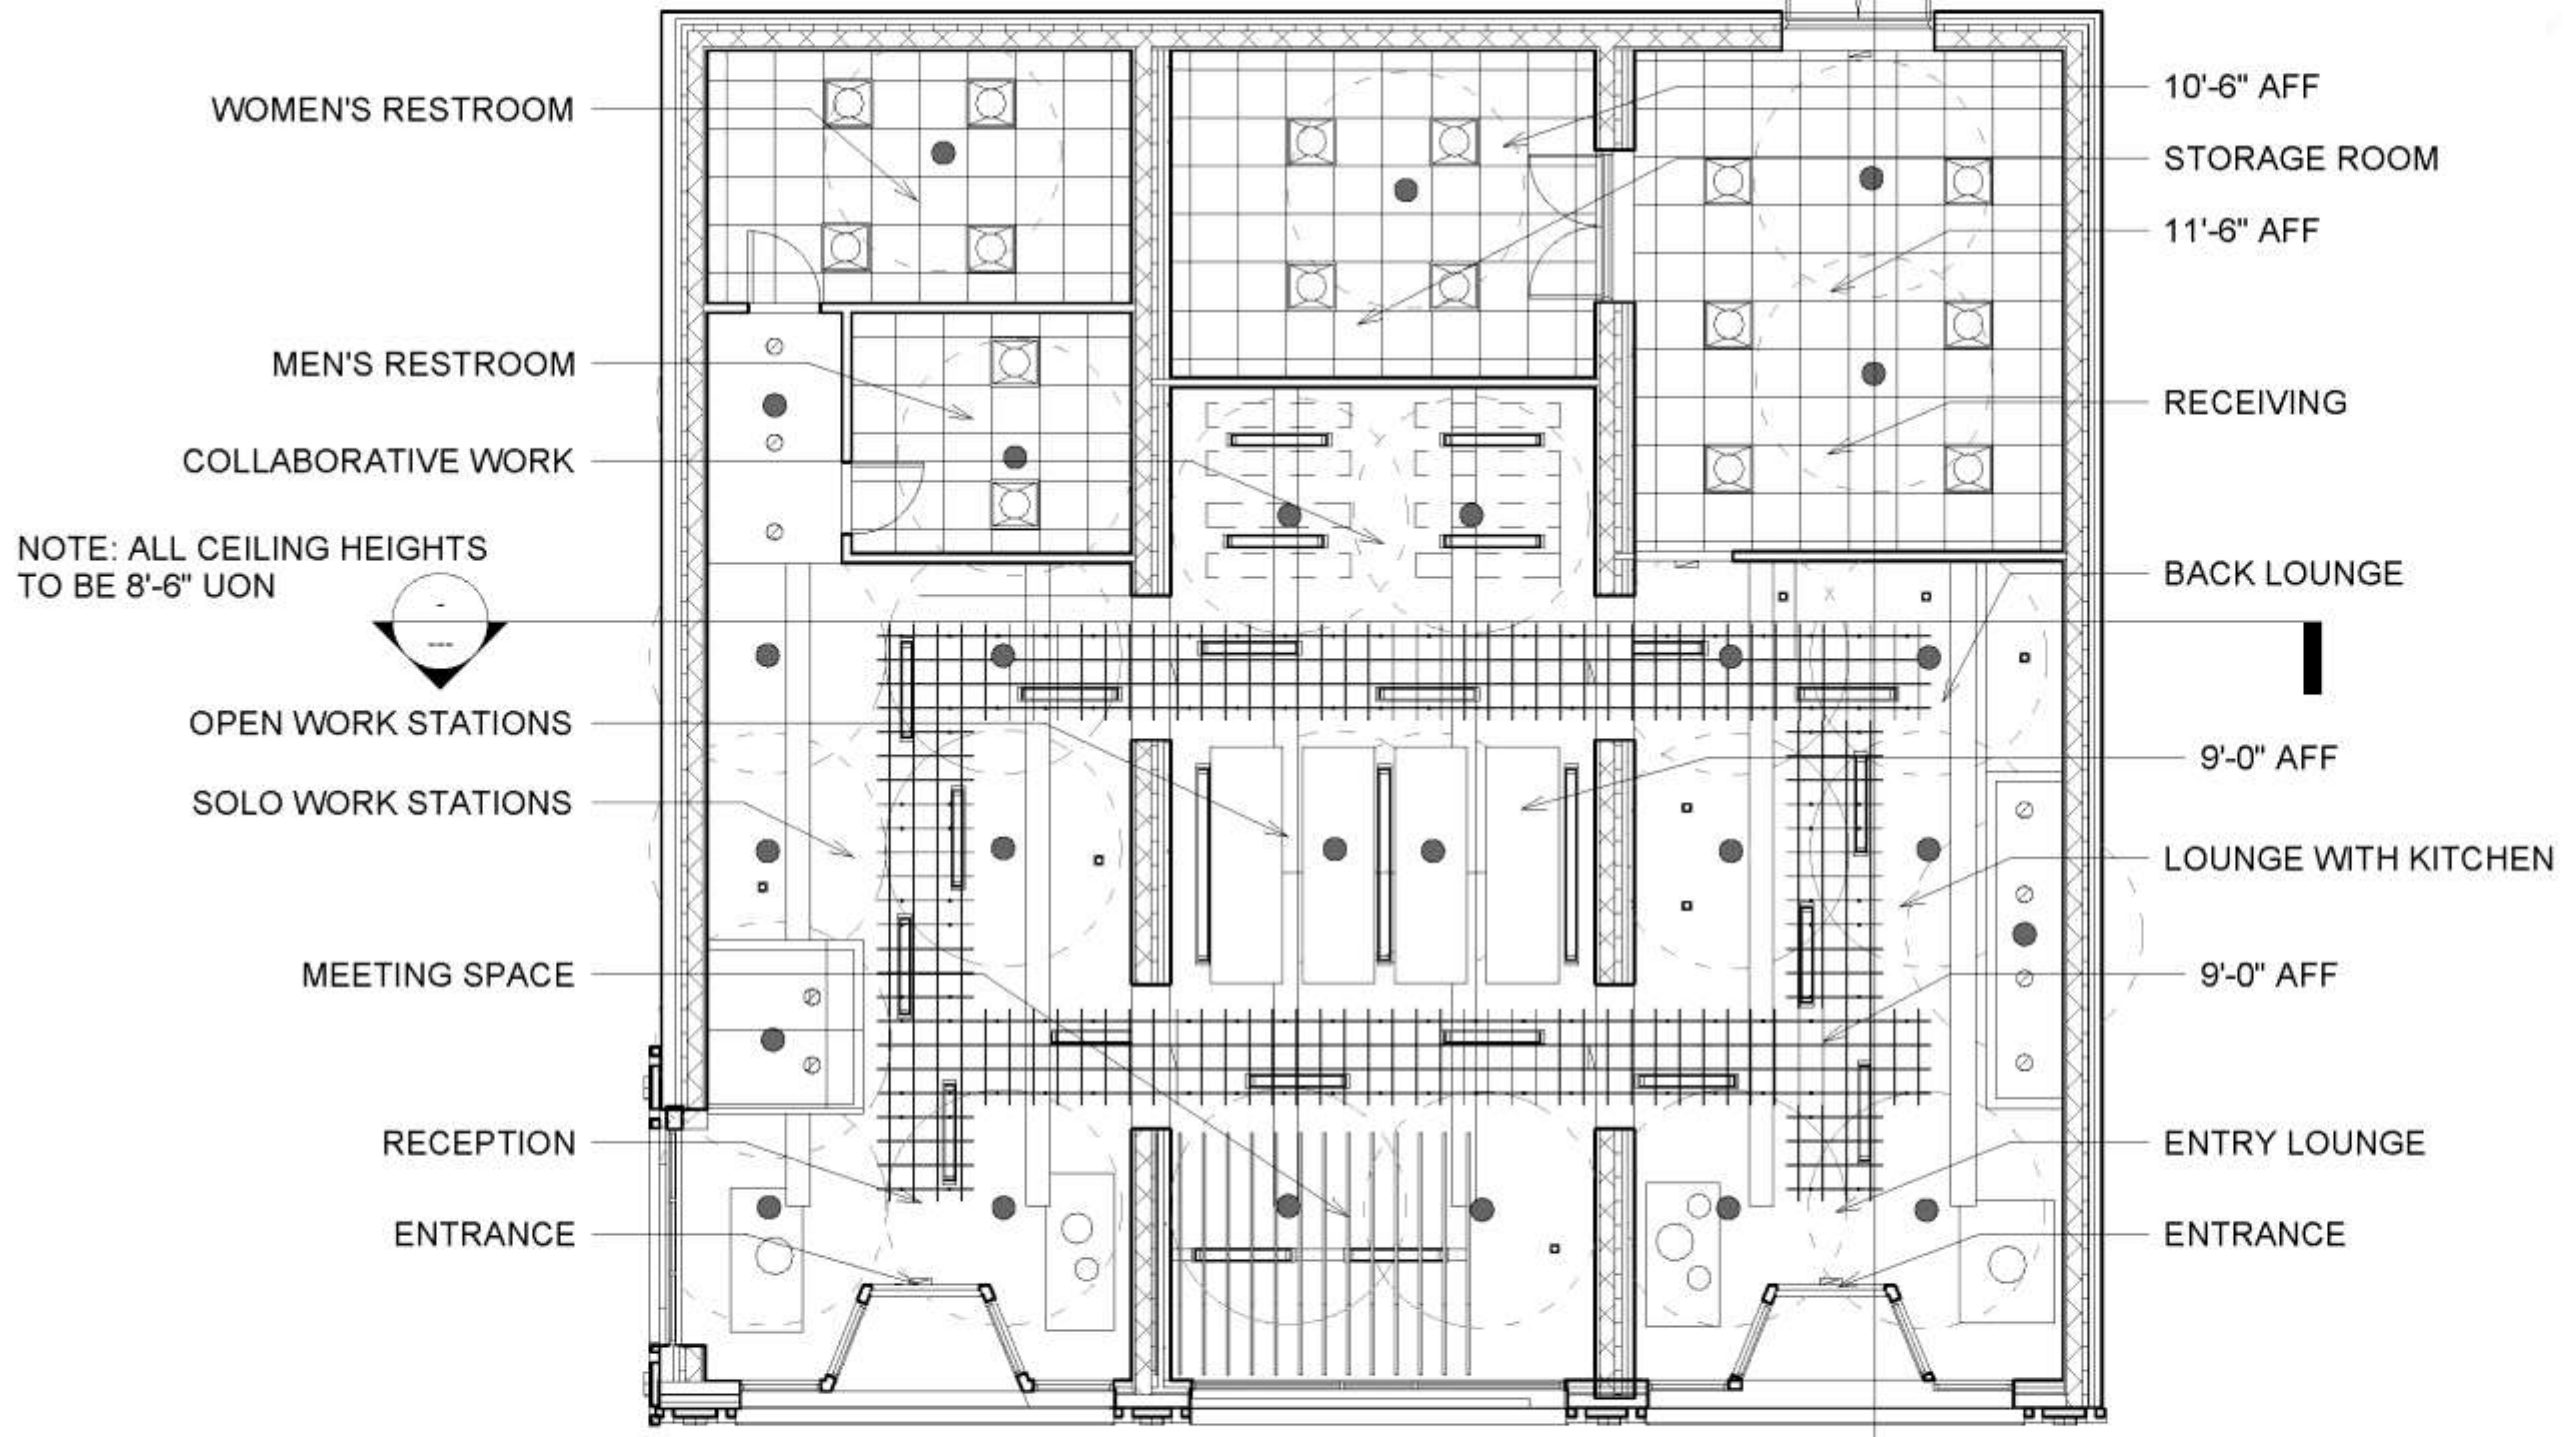 WOMEN'S RESTROOM
MEN'S RESTROOM
COLLABORATIVE WORK
NOTE: ALL CEILING HEIGHTS
TO BE 8'-6" UON
-
---
OPEN WORK STATIONS
SOLO WORK STATIONS
MEETING SPACE
RECEPTION
ENTRANCE
10'-6" AFF
STORAGE ROOM
11'-6" AFF
RECEIVING
BACK LOUNGE
9'-0" AFF
LOUNGE WITH KITCHEN
9'-0" AFF
ENTRY LOUNGE
ENTRANCE